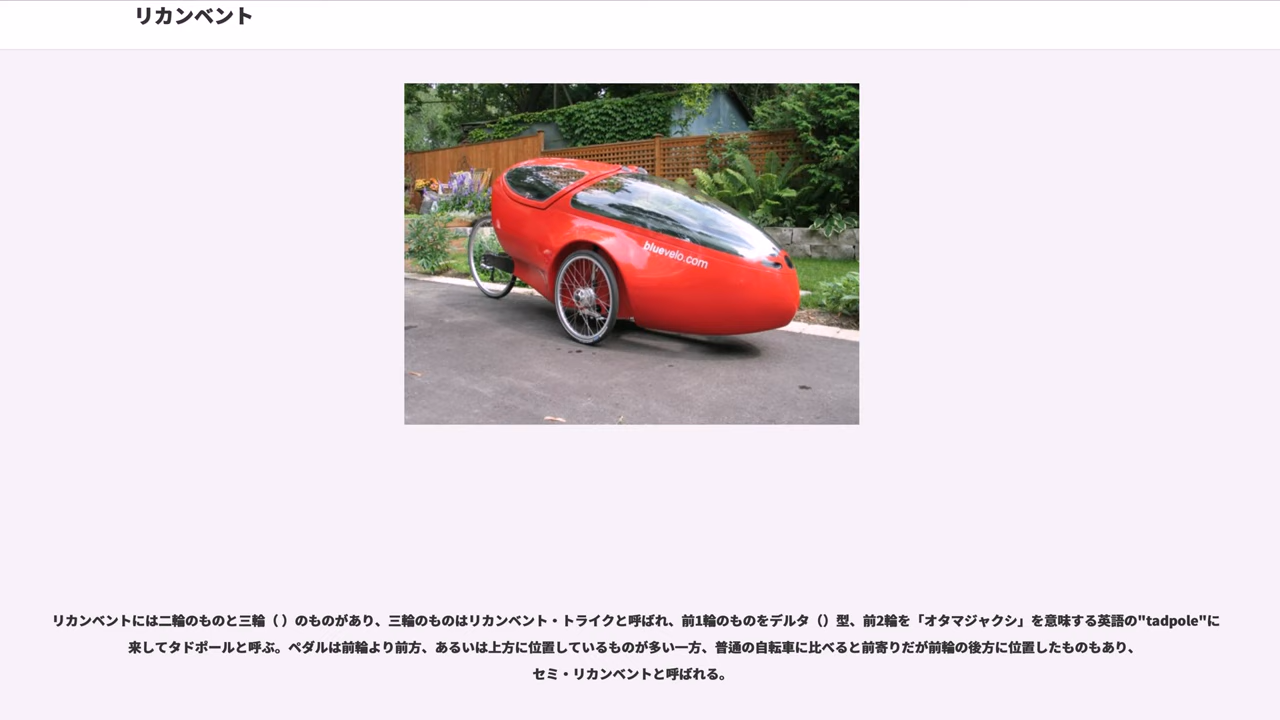 リカンベント
bluevelo.com
リカンベントには二輪のものと三輪（ ）のものがあり、三輪のものはリカンベント・トライクと呼ばれ、前1輪のものをデルタ（）型、前2輪を「オタマジャクシ」を意味する英語の"tadpole"に
来してタドポールと呼ぶ。ペダルは前輪より前方、あるいは上方に位置しているものが多い一方、普通の自転車に比べると前寄りだが前輪の後方に位置したものもあり、
セミ・リカンベントと呼ばれる。